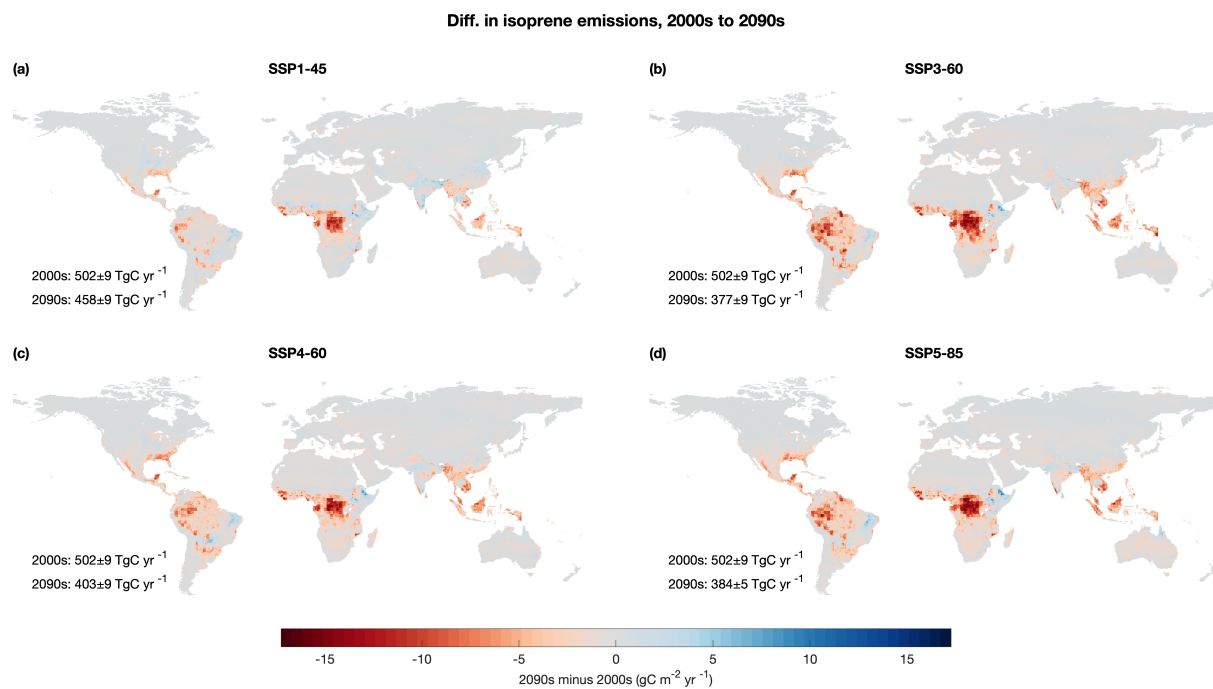 Diff. in isoprene emissions, 2000s to 2090s
(a) SSP1-45
2000s: 502±9 TgC yr -1
2090s: 458±9 TgC yr -1
(b) SSP3-60
2000s: 502±9 TgC yr -1
2090s: 377±9 TgC yr -1
(c) SSP4-60
2000s: 502±9 TgC yr -1
2090s: 403±9 TgC yr -1
(d) SSP5-85
2000s: 502±9 TgC yr -1
2090s: 384±5 TgC yr -1
-15 -10 -5 0 5 10 15
2090s minus 2000s (gC m-2 yr -1)